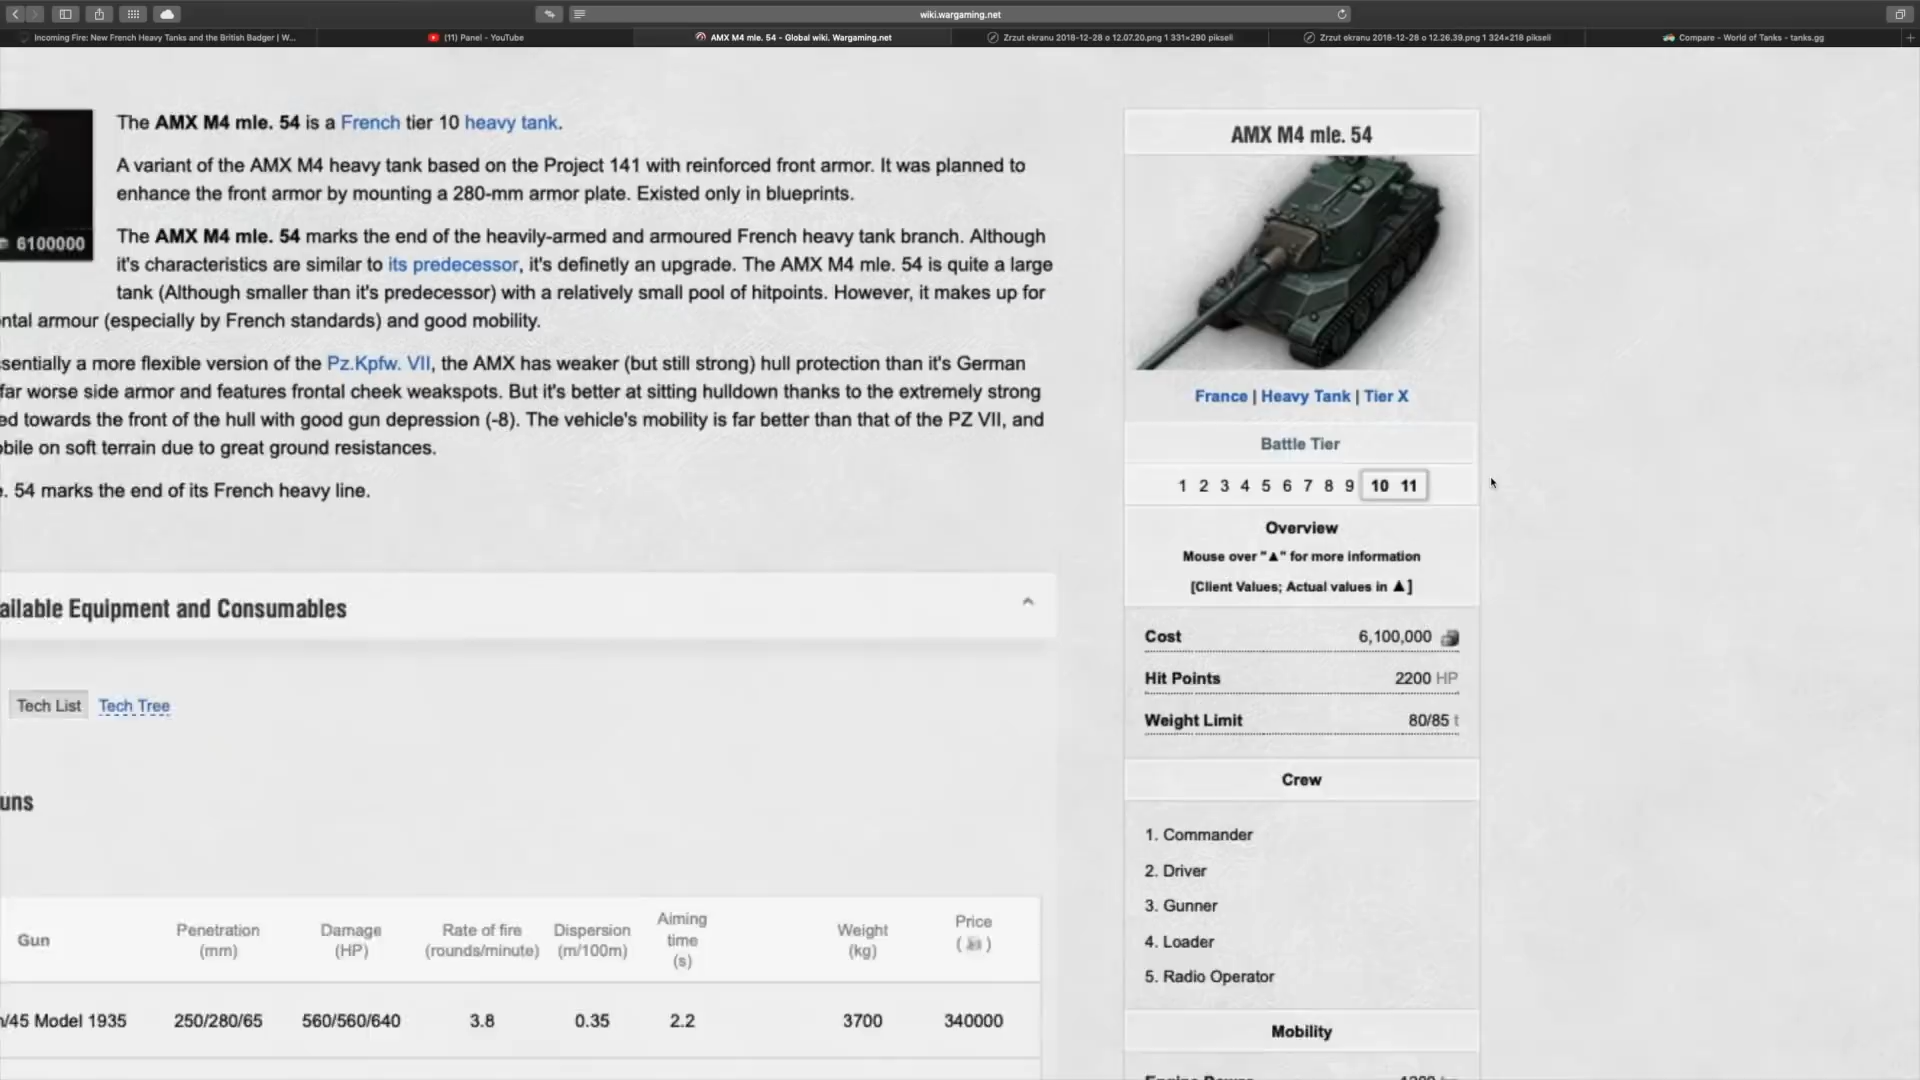 wiki.wargaming.net
Incoming Fire: New French Heavy Tanks and the British Badger | W...
(11) Panel - YouTube
AMX M4 mle. 54 - Global wiki. Wargaming.net
Zrzut ekranu 2018-12-28 o 12.07.20.png 1 331×290 pikseli
Zrzut ekranu 2018-12-28 o 12.26.39.png 1 324×218 pikseli
Compare - World of Tanks - tanks.gg
6100000
The AMX M4 mle. 54 is a French tier 10 heavy tank.
A variant of the AMX M4 heavy tank based on the Project 141 with reinforced front armor. It was planned to
enhance the front armor by mounting a 280-mm armor plate. Existed only in blueprints.
The AMX M4 mle. 54 marks the end of the heavily-armed and armoured French heavy tank branch. Although
it's characteristics are similar to its predecessor, it's definetly an upgrade. The AMX M4 mle. 54 is quite a large
tank (Although smaller than it's predecessor) with a relatively small pool of hitpoints. However, it makes up for
ntal armour (especially by French standards) and good mobility.
ssentially a more flexible version of the Pz.Kpfw. VII, the AMX has weaker (but still strong) hull protection than it's German
far worse side armor and features frontal cheek weakspots. But it's better at sitting hulldown thanks to the extremely strong
ed towards the front of the hull with good gun depression (-8). The vehicle's mobility is far better than that of the PZ VII, and
obile on soft terrain due to great ground resistances.
e. 54 marks the end of its French heavy line.
ailable Equipment and Consumables
Tech List Tech Tree
uns
Gun Penetration (mm) Damage (HP) Rate of fire (rounds/minute) Dispersion (m/100m) Aiming time (s) Weight (kg) Price ( )
/45 Model 1935 250/280/65 560/560/640 3.8 0.35 2.2 3700 340000
AMX M4 mle. 54
France | Heavy Tank | Tier X
Battle Tier
1 2 3 4 5 6 7 8 9 10 11
Overview
Mouse over "▲" for more information
[Client Values; Actual values in ▲]
Cost 6,100,000
Hit Points 2200 HP
Weight Limit 80/85 t
Crew
1. Commander
2. Driver
3. Gunner
4. Loader
5. Radio Operator
Mobility